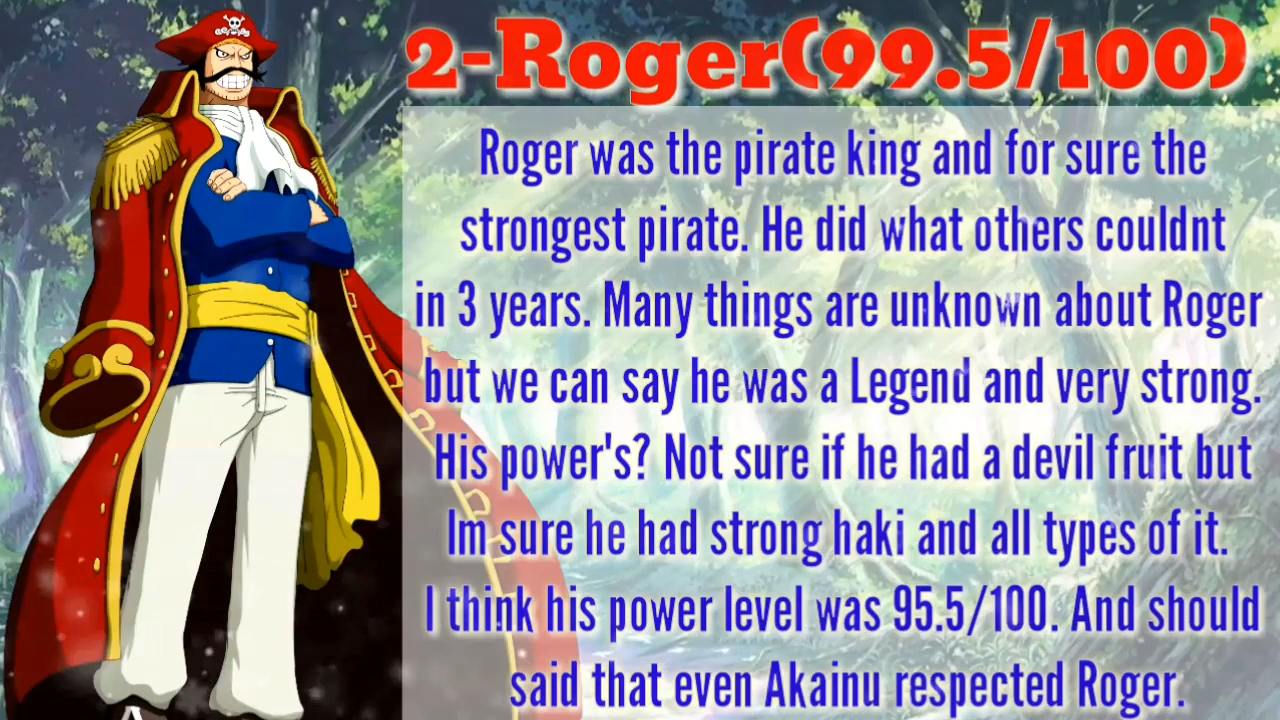 2-Roger(99.5/100)
Roger was the pirate king and for sure the
strongest pirate. He did what others couldnt
in 3 years. Many things are unknown about Roger
but we can say he was a Legend and very strong.
His power's? Not sure if he had a devil fruit but
Im sure he had strong haki and all types of it.
I think his power level was 95.5/100. And should
said that even Akainu respected Roger.